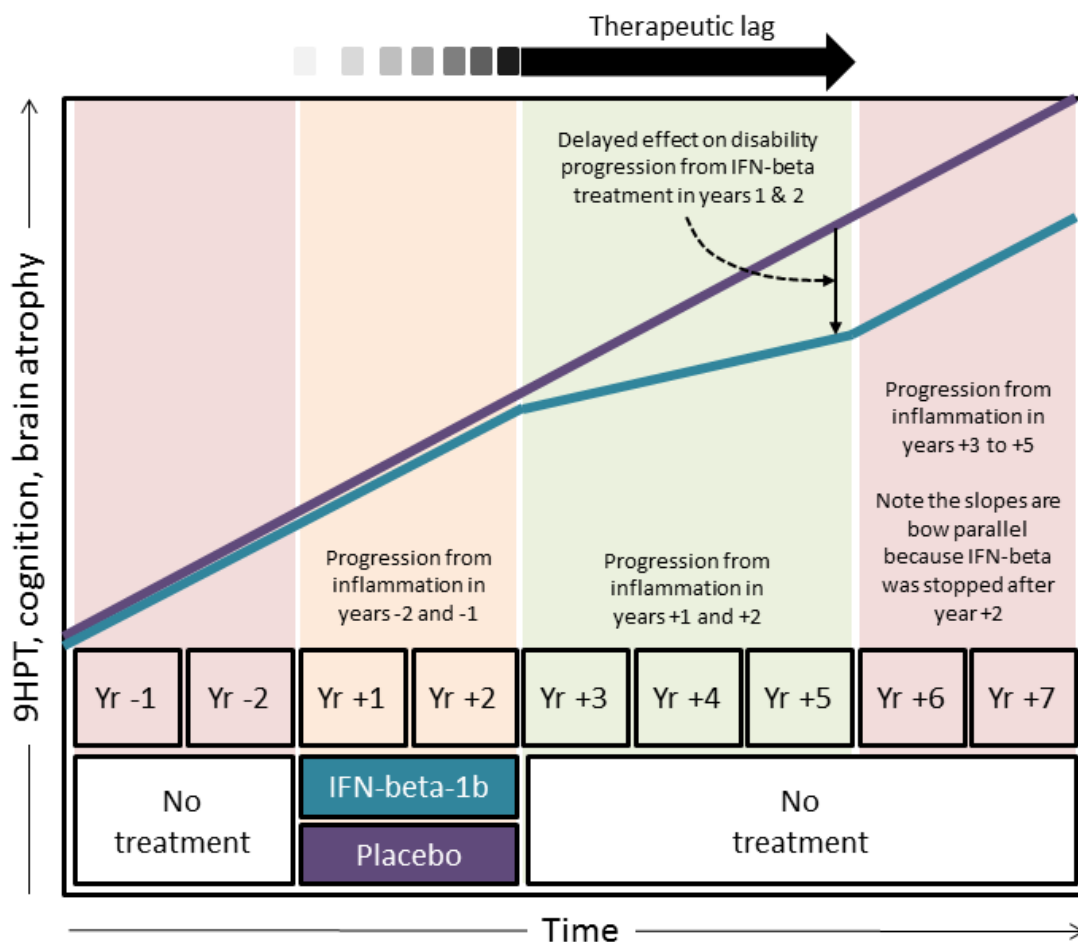 Therapeutic lag
Delayed effect on disability
progression from IFN-beta
treatment in years 1 & 2
Progression from
inflammation in
years -2 and -1
Progression from
inflammation in
years +1 and +2
Progression from
inflammation in
years +3 to +5
Note the slopes are
bow parallel
because IFN-beta
was stopped after
year +2
9HPT, cognition, brain atrophy
Yr -1
Yr -2
Yr +1
Yr +2
Yr +3
Yr +4
Yr +5
Yr +6
Yr +7
No
treatment
IFN-beta-1b
Placebo
No
treatment
Time